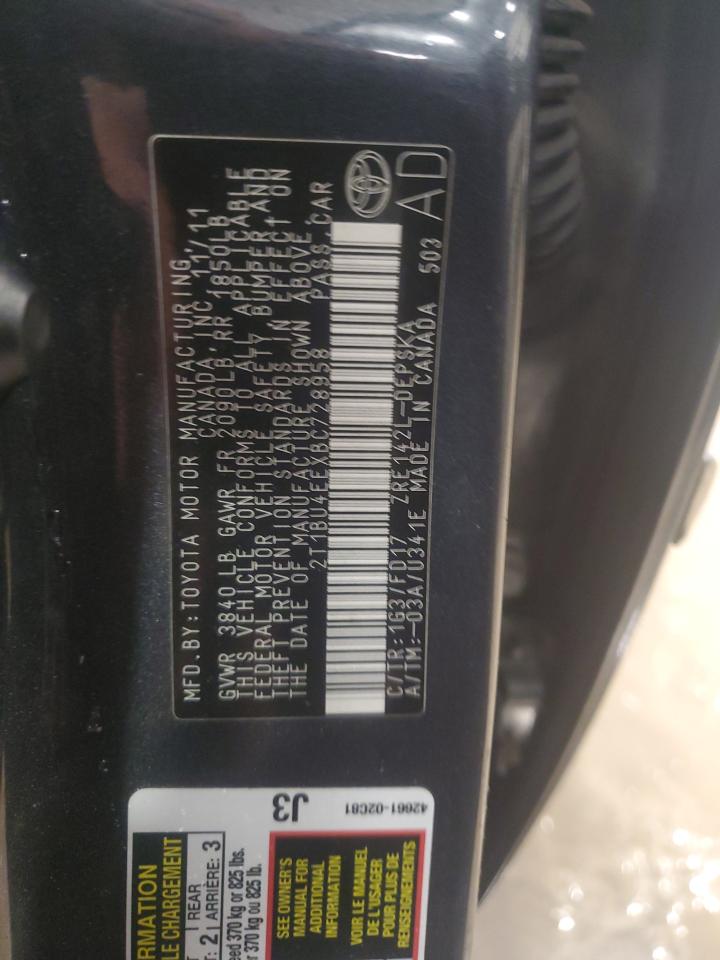 MFD. BY: TOYOTA MOTOR MANUFACTURING
CANADA INC. 11/11
GVWR 3840LB GAWR FR 2090LB RR 1850LB
THIS VEHICLE CONFORMS TO ALL APPLICABLE
FEDERAL MOTOR VEHICLE SAFETY, BUMPER, AND
THEFT PREVENTION STANDARDS IN EFFECT ON
THE DATE OF MANUFACTURE SHOWN ABOVE.
2T1BU4EEXBC728958 PASS. CAR
C/TR: 1G3/FD17 ZRE142L-DEPSKA
A/TM:-03A/U341E MADE IN CANADA 503
AD
J3
42661-02C81
RMATION
LE CHARGEMENT
REAR
ARRIÈRE: 3
2
eed 370 kg or 825 lbs.
370 kg ou 825 lb.
SEE OWNER'S
MANUAL FOR
ADDITIONAL
INFORMATION
VOIR LE MANUEL
DE L'USAGER
POUR PLUS DE
RENSEIGNEMENTS